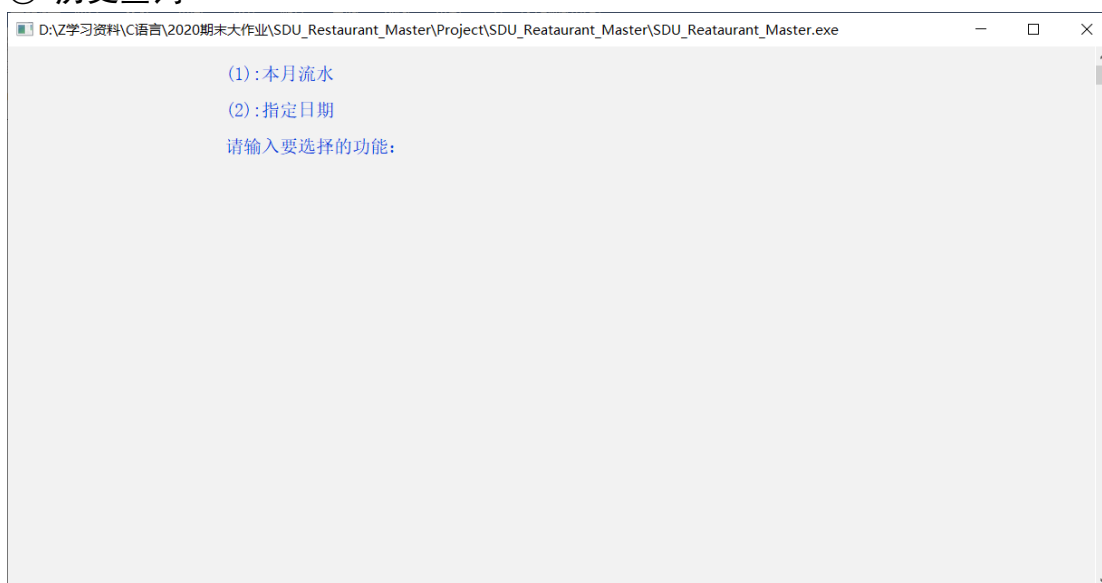 D:\Z学习资料\C语言\2020期末大作业\SDU_Restaurant_Master\Project\SDU_Reataurant_Master\SDU_Reataurant_Master.exe
(1):本月流水
(2):指定日期
请输入要选择的功能: